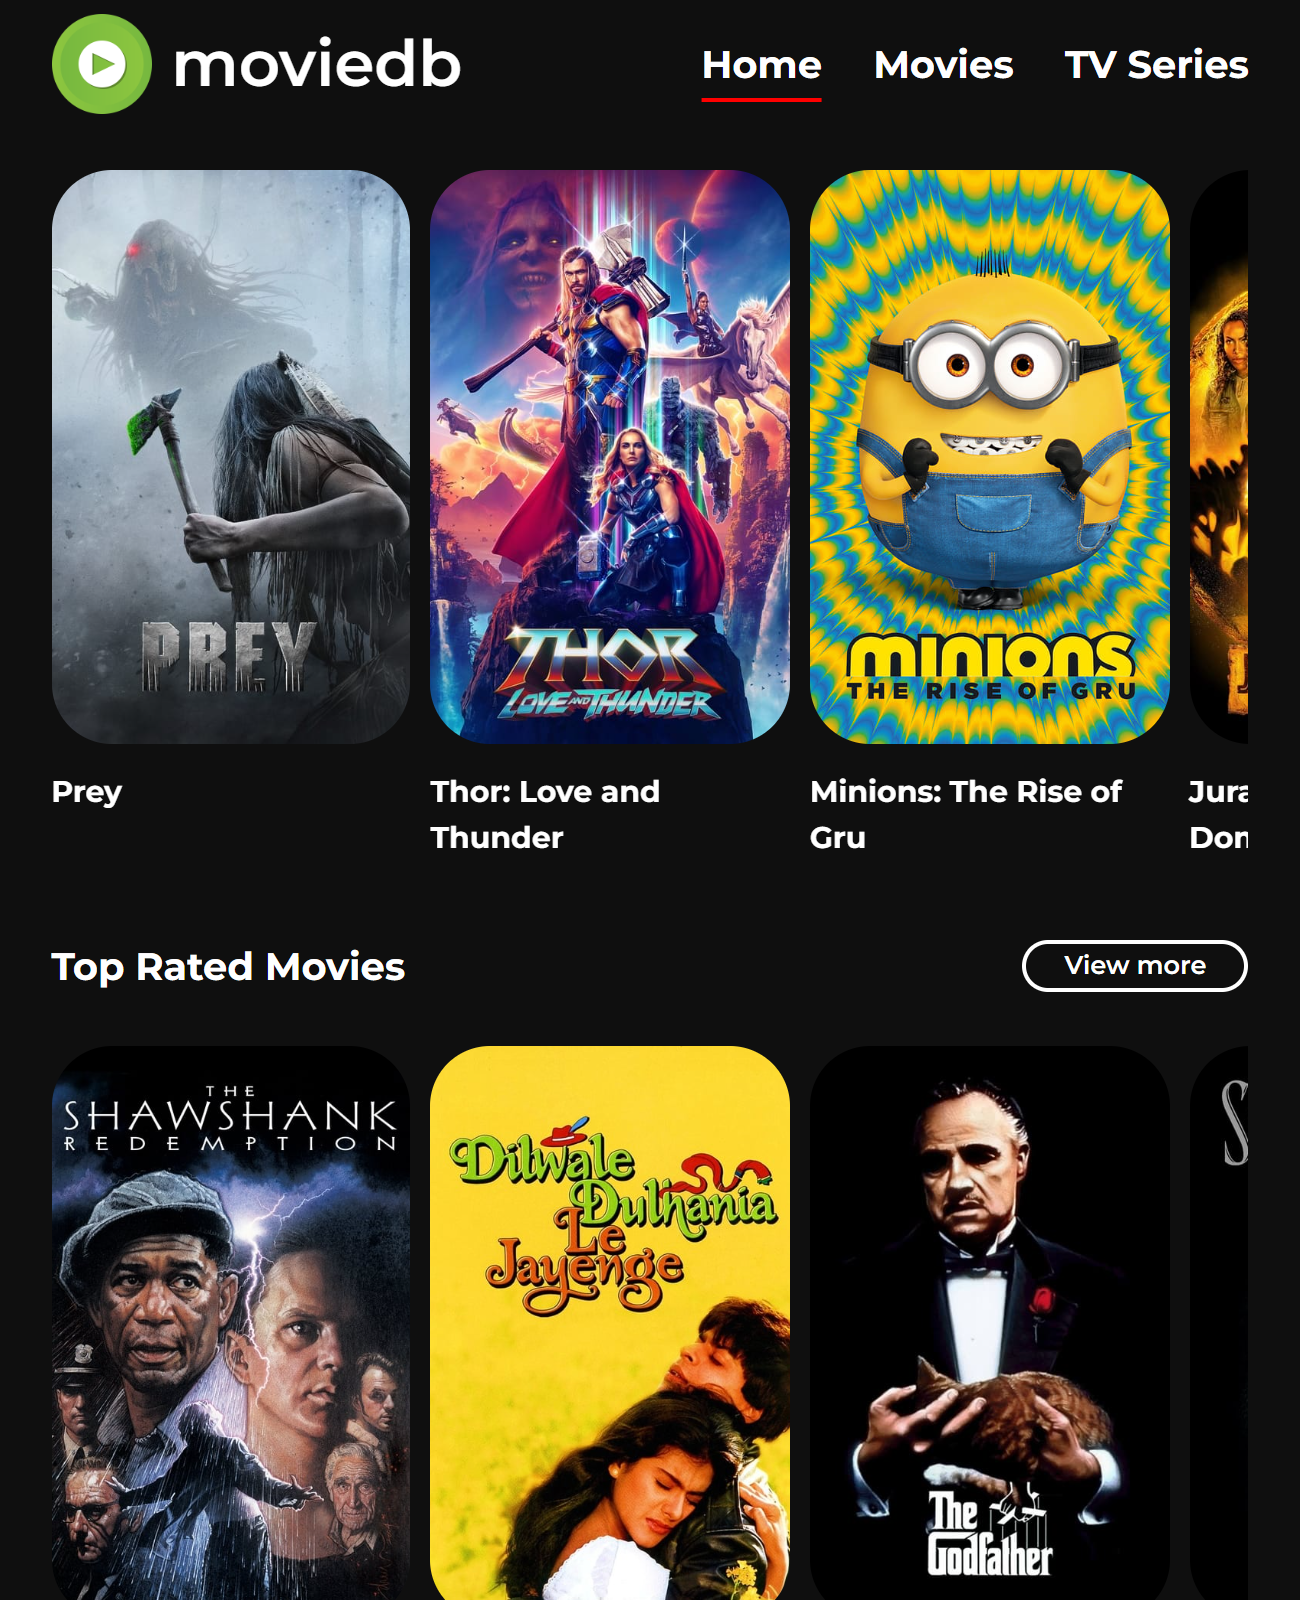 moviedb
Home Movies TV Series
PREY
THOR
LOVE AND THUNDER
MINIONS
THE RISE OF GRU
Prey
Thor: Love and
Thunder
Minions: The Rise of
Gru
Top Rated Movies
View more
THE
SHAWSHANK
REDEMPTION
Dilwale
Dulhania
Le
Jayenge
The
Godfather